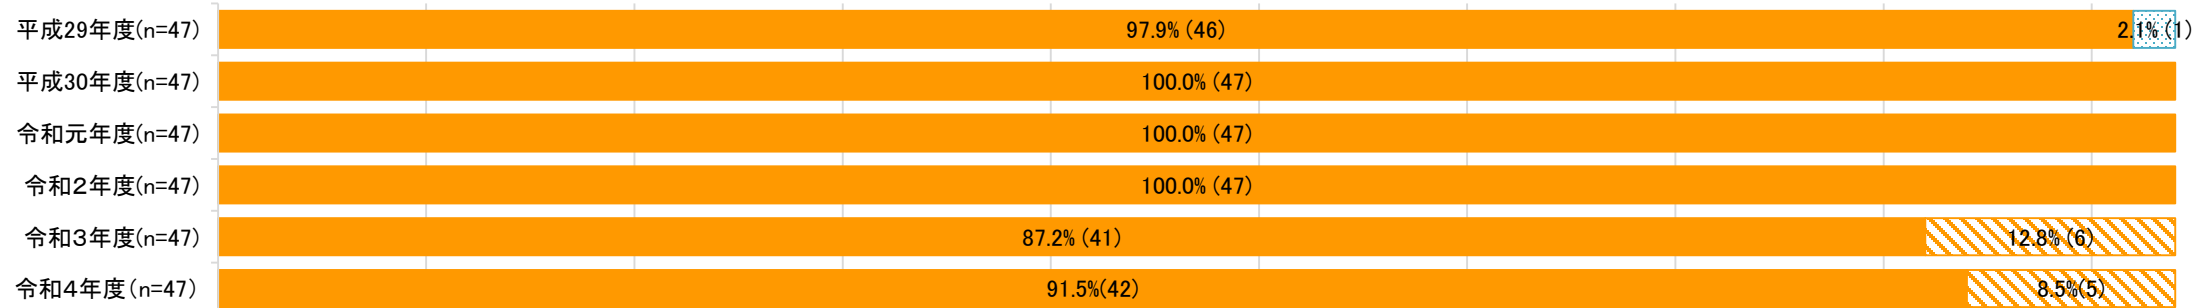 平成29年度(n=47) 97.9% (46) 2.1% (1)
平成30年度(n=47) 100.0% (47)
令和元年度(n=47) 100.0% (47)
令和２年度(n=47) 100.0% (47)
令和３年度(n=47) 87.2% (41) 12.8% (6)
令和４年度(n=47) 91.5%(42) 8.5%(5)